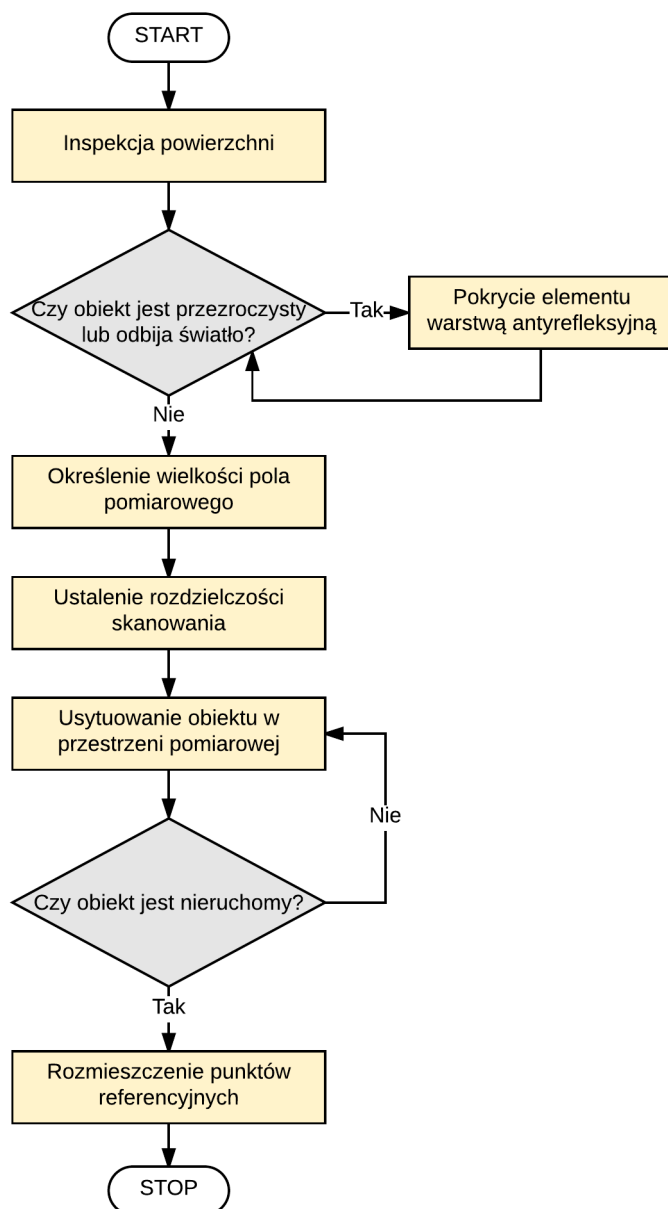 START
Inspekcja powierzchni
Czy obiekt jest przezroczysty
lub odbija światło?
Tak
Pokrycie elementu
warstwą antyrefleksyjną
Nie
Określenie wielkości pola
pomiarowego
Ustalenie rozdzielczości
skanowania
Usytuowanie obiektu w
przestrzeni pomiarowej
Nie
Czy obiekt jest nieruchomy?
Tak
Rozmieszczenie punktów
referencyjnych
STOP